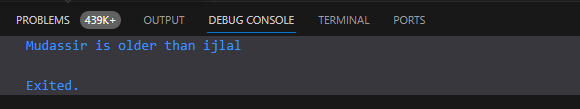 PROBLEMS 439K+ OUTPUT DEBUG CONSOLE TERMINAL PORTS
Mudassir is older than ijlal
Exited.